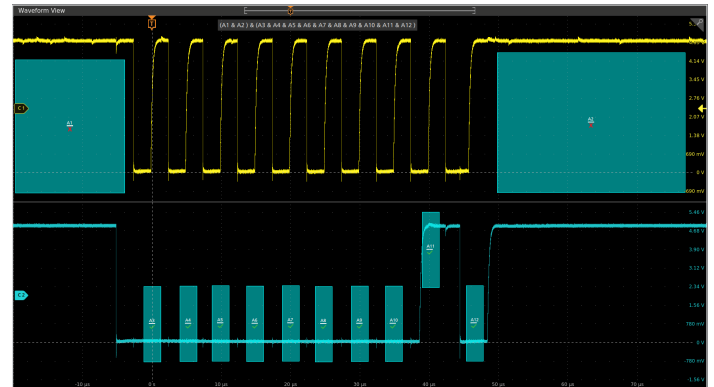 Waveform View
(A1 & A2 ) & (A3 & A4 & A5 & A6 & A7 & A8 & A9 & A10 & A11 & A12 )
4.14 V
3.45 V
2.76 V
2.07 V
1.38 V
690 mV
0 V
-690 mV
C 1
A1
A2
5.46 V
4.68 V
3.90 V
3.12 V
2.34 V
1.56 V
780 mV
0 V
-780 mV
-1.56 V
C 2
A11
A3
A4
A5
A6
A7
A8
A9
A10
A12
-10 µs
0 s
10 µs
20 µs
30 µs
40 µs
50 µs
60 µs
70 µs